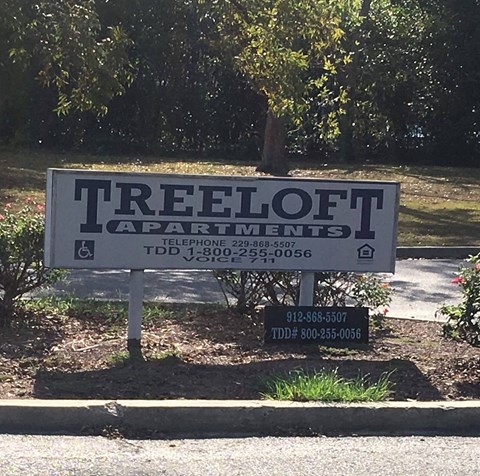 TREELOFT
APARTMENTS
TELEPHONE 229-868-5507
TDD 1-800-255-0056
VOICE 711
912-868-5507
TDD# 800-255-0056